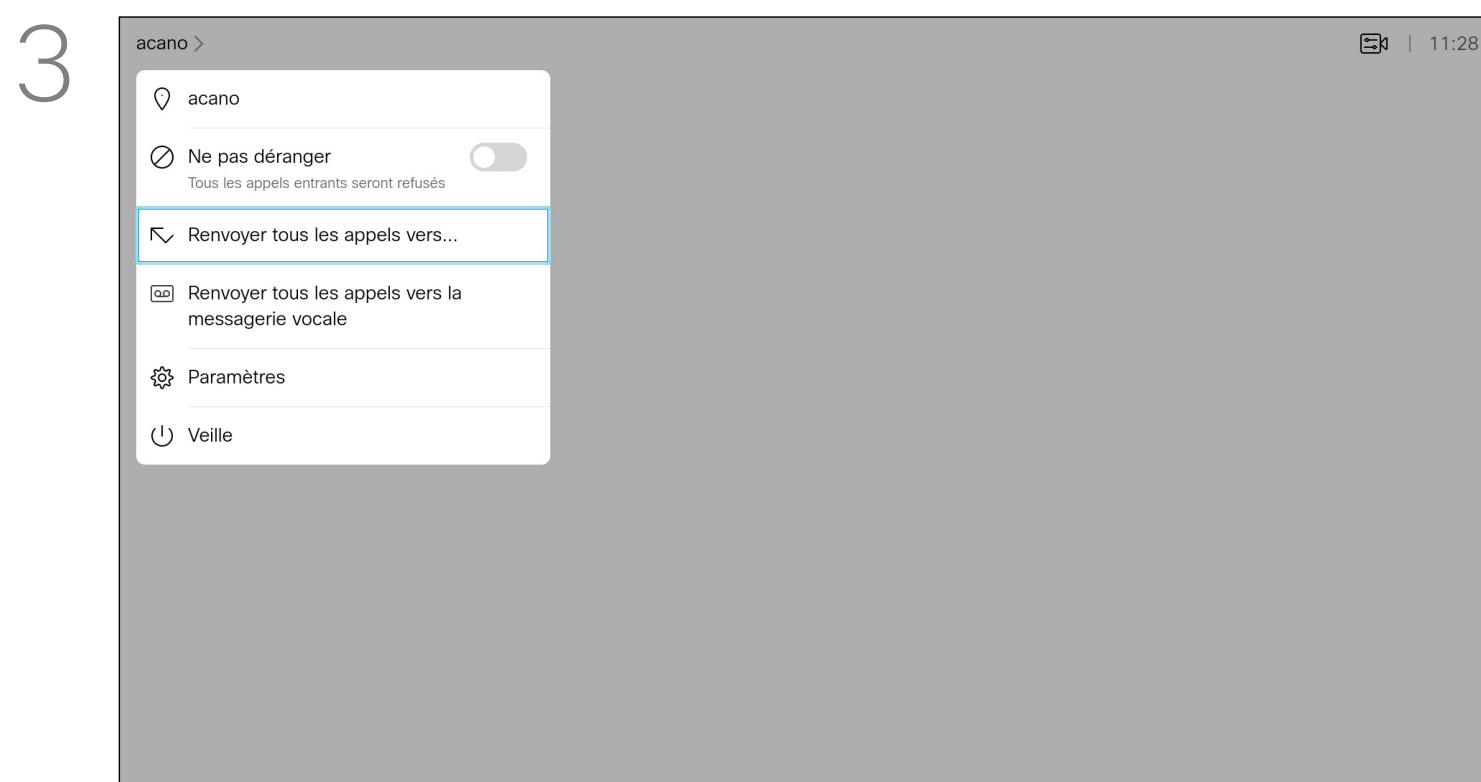 3
acano >
11:28
acano
Ne pas déranger
Tous les appels entrants seront refusés
Renvoyer tous les appels vers...
Renvoyer tous les appels vers la
messagerie vocale
Paramètres
Veille